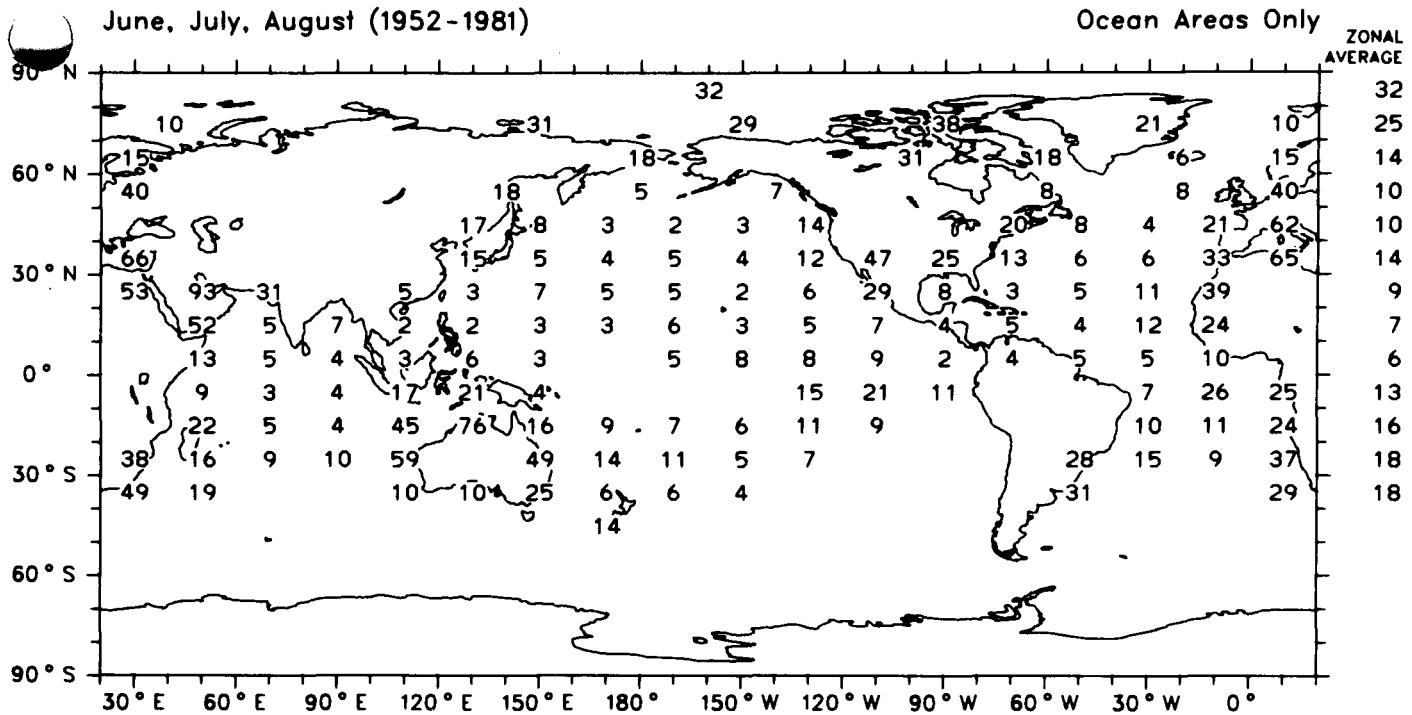 June, July, August (1952-1981) Ocean Areas Only
ZONAL
AVERAGE
90° N
32 32
10 31 29 38 21 10 25
15 18 31 18 6 15 14
60° N
40 18 5 7 8 8 40 10
17 8 3 2 3 14 20 8 4 21 62 10
66 15 5 4 5 4 12 47 25 13 6 6 33 65 14
30° N
53 93 31 5 3 7 5 5 2 6 29 8 3 5 11 39 9
52 5 7 2 2 3 3 6 3 5 7 4 5 4 12 24 7
13 5 4 3 6 3 5 8 8 9 2 4 5 5 10 6
0°
9 3 4 17 21 4 15 21 11 7 26 25 13
22 5 4 45 76 16 9 7 6 11 9 10 11 24 16
38 16 9 10 59 49 14 11 5 7 28 15 9 37 18
30° S
49 19 10 10 25 6 6 4 31 29 18
14
60° S
90° S
30° E 60° E 90° E 120° E 150° E 180° 150° W 120° W 90° W 60° W 30° W 0°